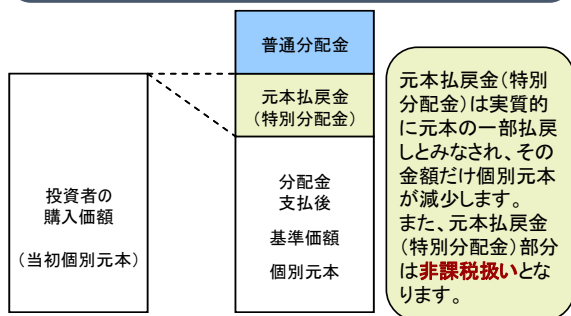 普通分配金
元本払戻金
（特別分配金）
投資者の
購入価額
（当初個別元本）
分配金
支払後
基準価額
個別元本
元本払戻金（特別
分配金）は実質的
に元本の一部払戻
しとみなされ、その
金額だけ個別元本
が減少します。
また、元本払戻金
（特別分配金）部分
は非課税扱いとな
ります。